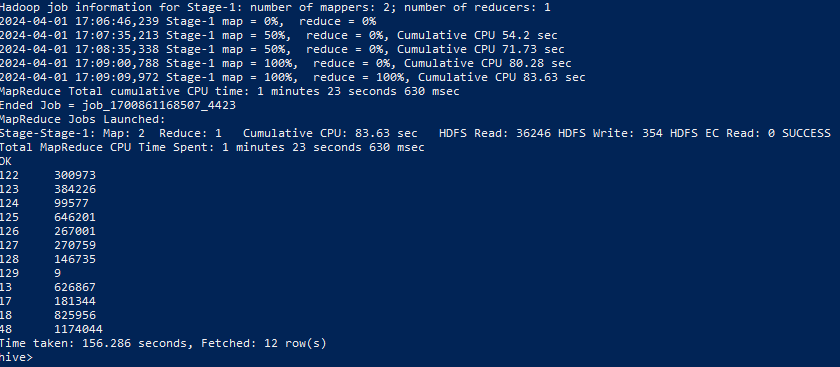 Hadoop job information for Stage-1: number of mappers: 2; number of reducers: 1
2024-04-01 17:06:46,239 Stage-1 map = 0%,  reduce = 0%
2024-04-01 17:07:35,213 Stage-1 map = 50%,  reduce = 0%, Cumulative CPU 54.2 sec
2024-04-01 17:08:35,338 Stage-1 map = 50%,  reduce = 0%, Cumulative CPU 71.73 sec
2024-04-01 17:09:00,788 Stage-1 map = 100%,  reduce = 0%, Cumulative CPU 80.28 sec
2024-04-01 17:09:09,972 Stage-1 map = 100%,  reduce = 100%, Cumulative CPU 83.63 sec
MapReduce Total cumulative CPU time: 1 minutes 23 seconds 630 msec
Ended Job = job_1700861168507_4423
MapReduce Jobs Launched:
Stage-Stage-1: Map: 2  Reduce: 1   Cumulative CPU: 83.63 sec   HDFS Read: 36246 HDFS Write: 354 HDFS EC Read: 0 SUCCESS
Total MapReduce CPU Time Spent: 1 minutes 23 seconds 630 msec
OK
122     300973
123     384226
124     99577
125     646201
126     267001
127     270759
128     146735
129     9
13      626867
17      181344
18      825956
48      1174044
Time taken: 156.286 seconds, Fetched: 12 row(s)
hive>